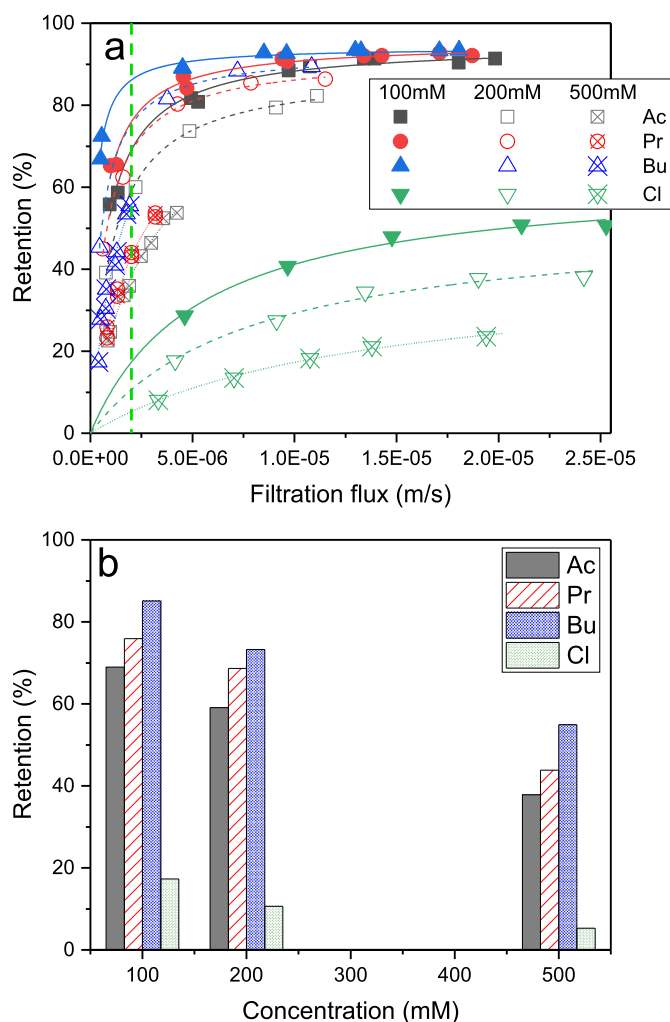 a
100
80
60
40
20
0
Retention (%)
100mM 200mM 500mM
Ac
Pr
Bu
Cl
0.0E+00 5.0E-06 1.0E-05 1.5E-05 2.0E-05 2.5E-05
Filtration flux (m/s)
b
100
80
60
40
20
0
Retention (%)
Ac
Pr
Bu
Cl
100 200 300 400 500
Concentration (mM)